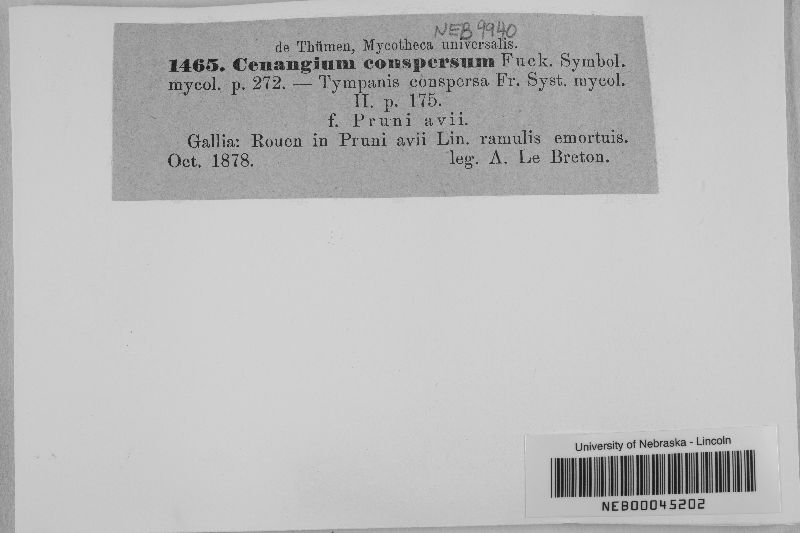 NEB 9940
de Thümen, Mycotheca universalis.
1465. Cenangium conspersum Fuck. Symbol.
mycol. p. 272. — Tympanis conspersa Fr. Syst. mycol.
II. p. 175.
f. Pruni avii.
Gallia: Rouen in Pruni avii Lin. ramulis emortuis.
Oct. 1878. leg. A. Le Breton.
University of Nebraska - Lincoln
NEB00045202